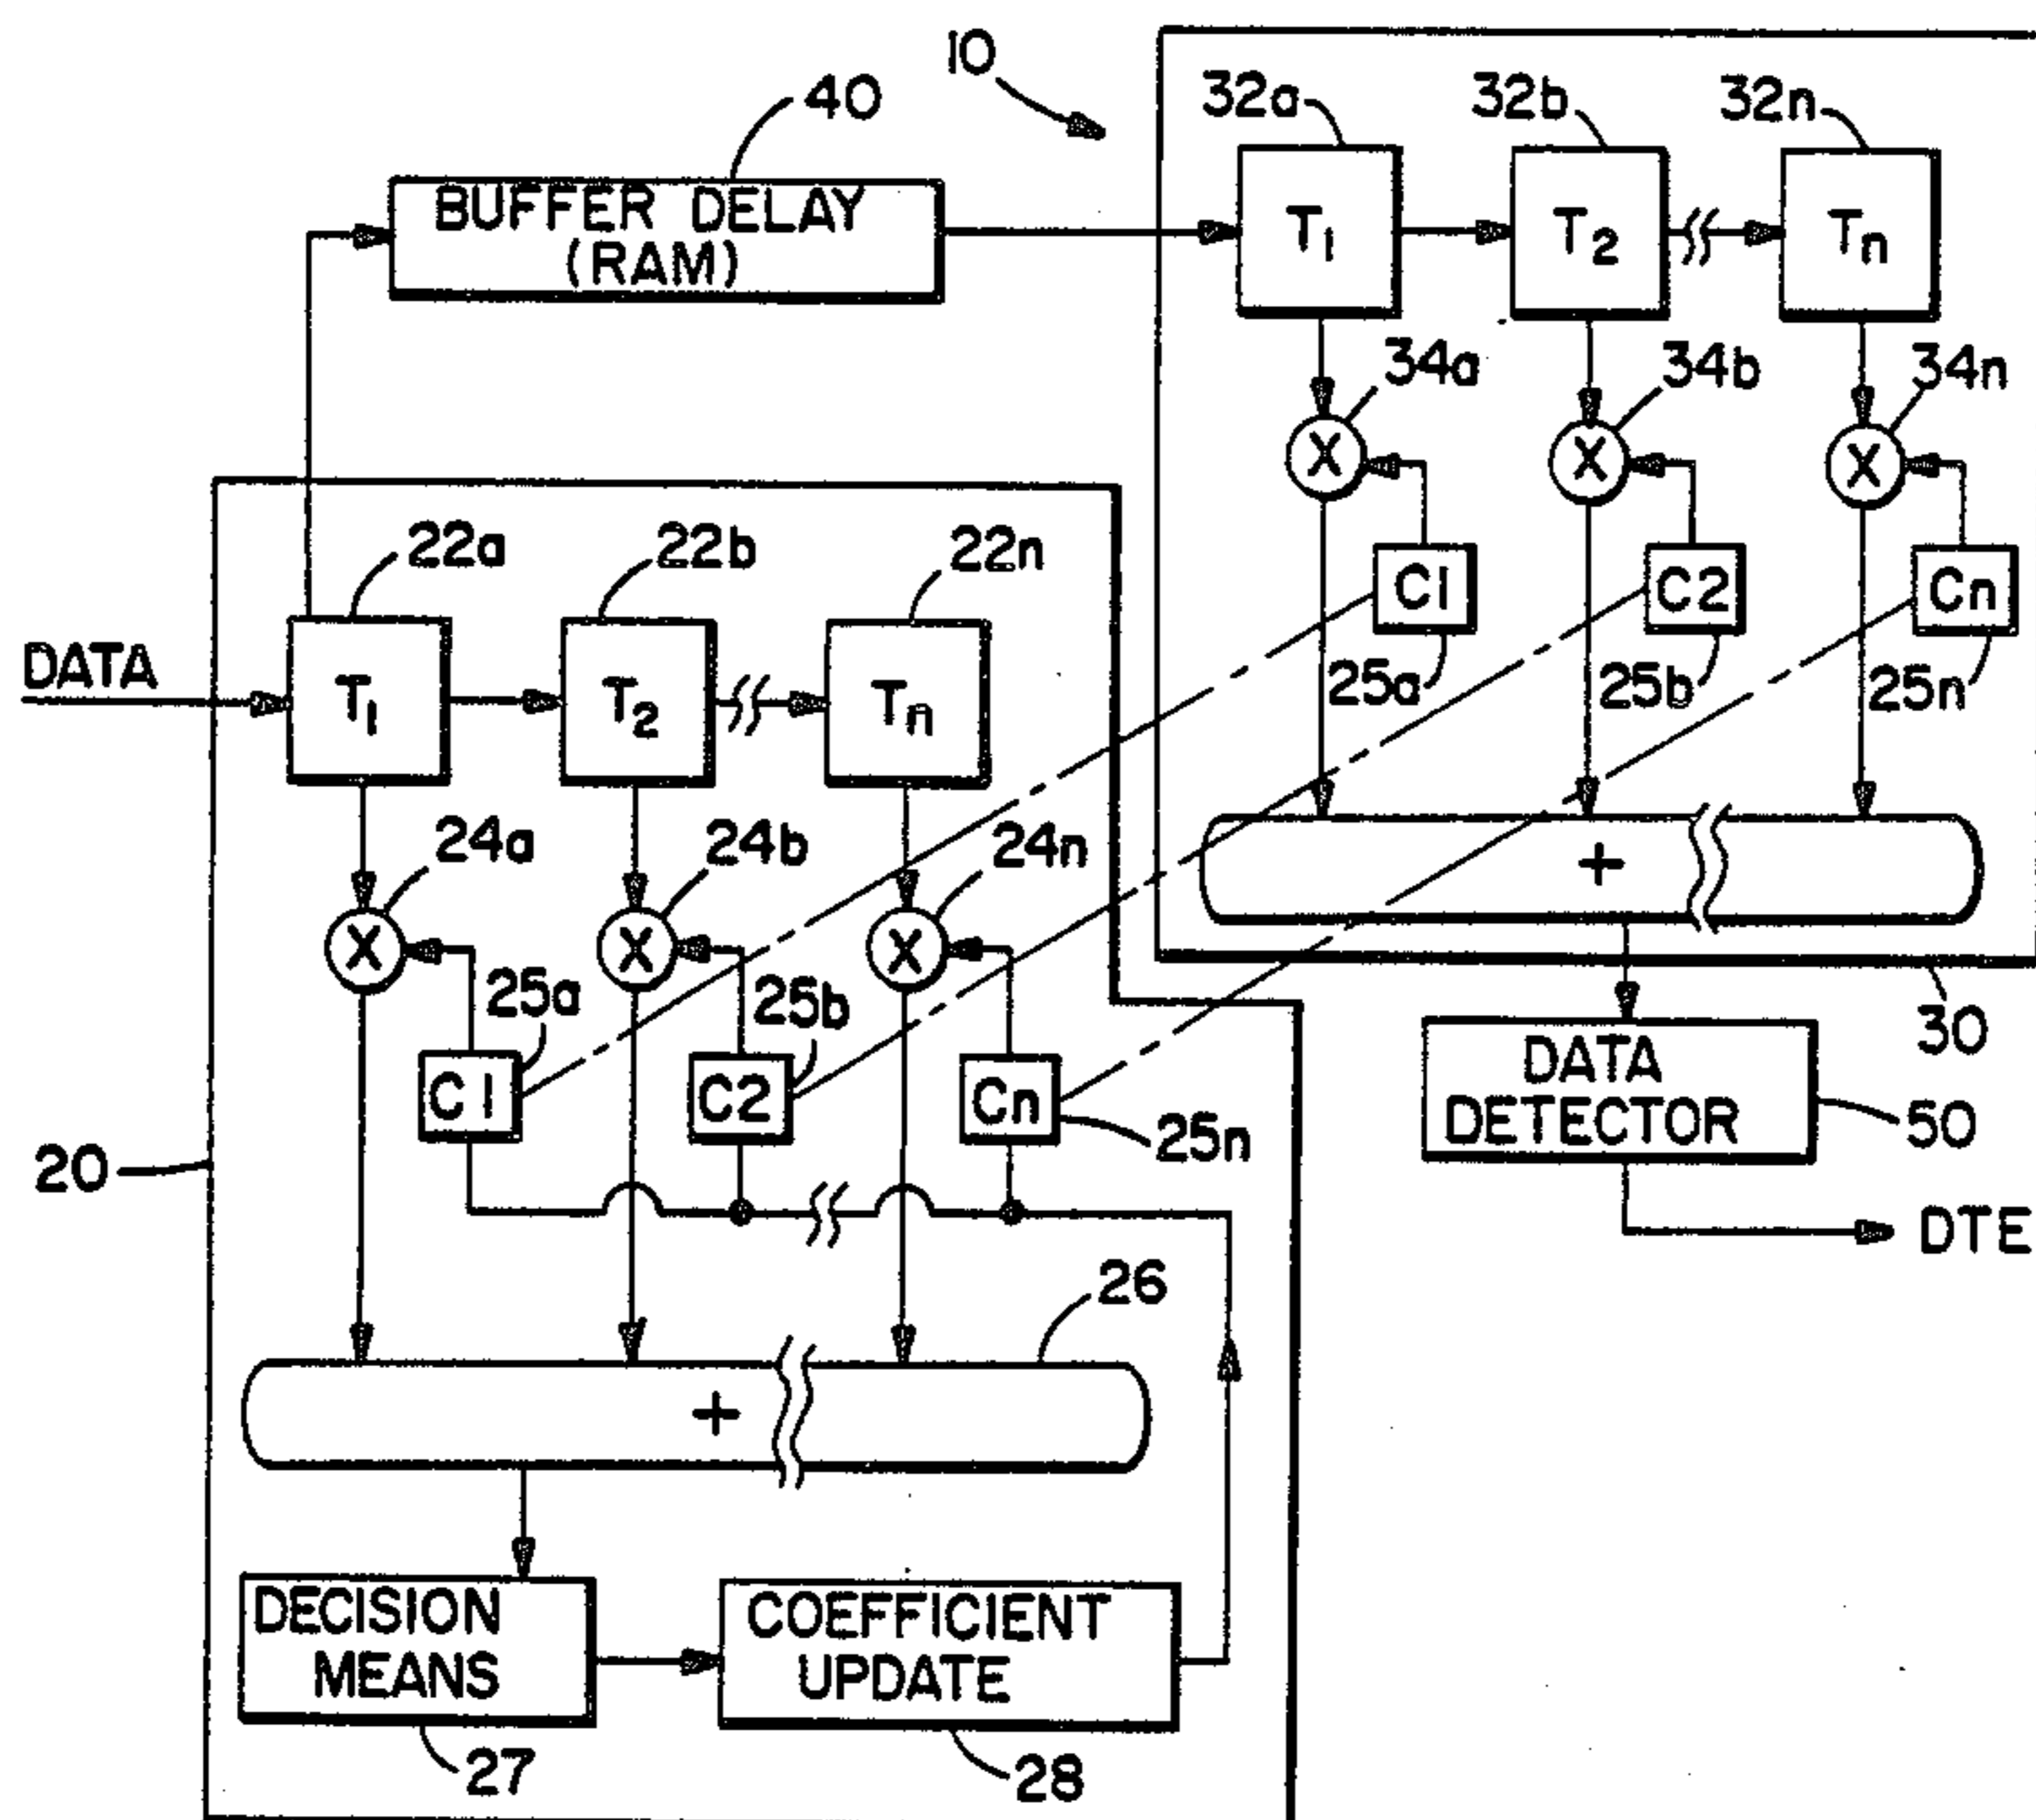 10
40
32a 32b 32n
BUFFER DELAY
(RAM)
T1 T2 Tn
34a 34b 34n
X X X
22a 22b 22n
C1 C2 Cn
25a 25b 25n
DATA
T1 T2 Tn
24a 24b 24n
+
X X X
25a 25b
30
C1 C2 Cn
25n
DATA
DETECTOR
50
20
DTE
26
+
DECISION
MEANS
COEFFICIENT
UPDATE
27
28